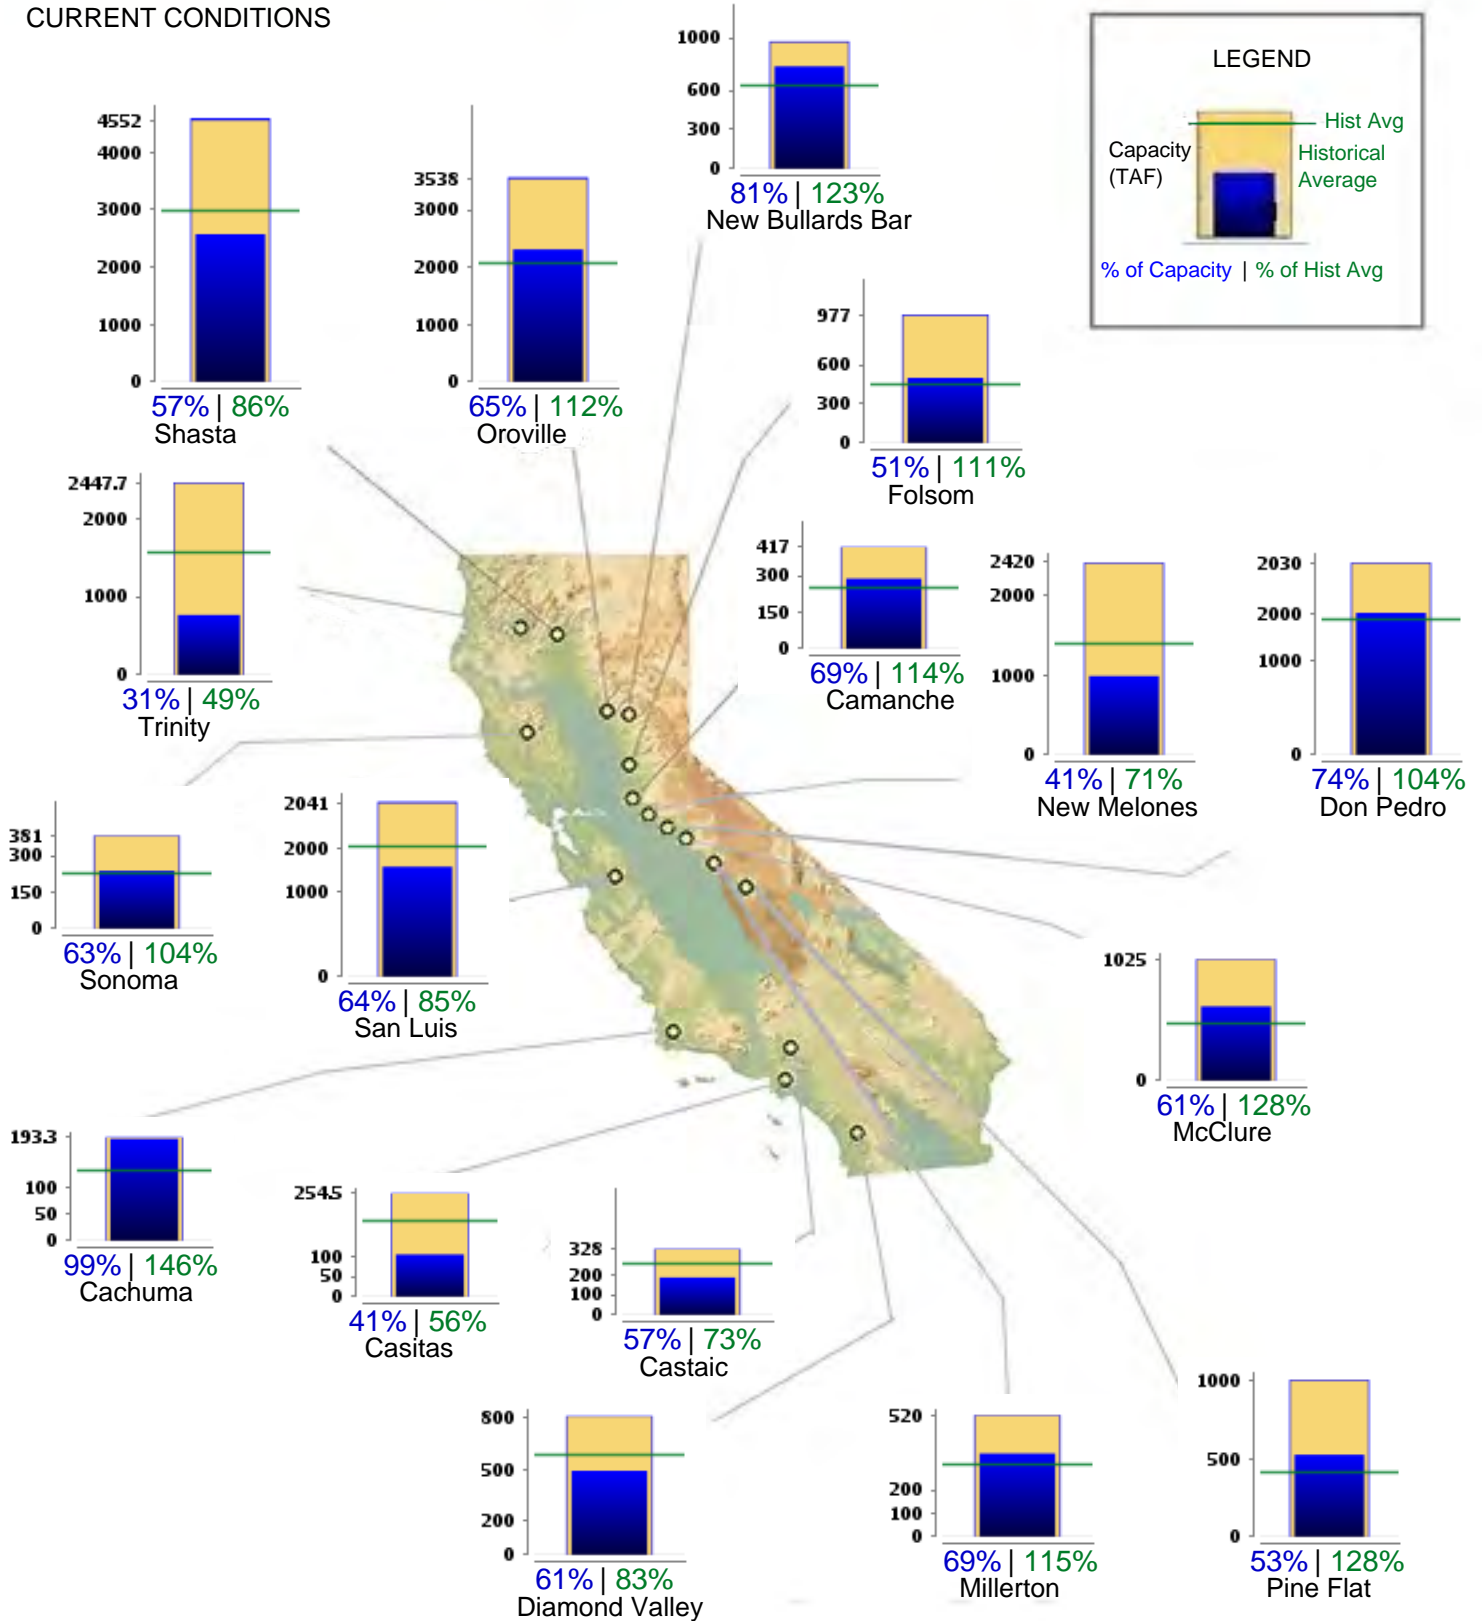 CURRENT CONDITIONS
1000
600
300
0
81% | 123%
New Bullards Bar
LEGEND
Hist Avg
Capacity
(TAF)
Historical
Average
% of Capacity | % of Hist Avg
4552
4000
3000
2000
1000
0
57% | 86%
Shasta
3538
3000
2000
1000
0
65% | 112%
Oroville
977
600
300
0
51% | 111%
Folsom
2447.7
2000
1000
0
31% | 49%
Trinity
417
300
150
0
69% | 114%
Camanche
2420
2000
1000
0
41% | 71%
New Melones
2030
2000
1000
0
74% | 104%
Don Pedro
381
300
150
0
63% | 104%
Sonoma
2041
2000
1000
0
64% | 85%
San Luis
1025
0
61% | 128%
McClure
193.3
100
50
0
99% | 146%
Cachuma
254.5
100
50
0
41% | 56%
Casitas
328
200
100
0
57% | 73%
Castaic
800
500
200
0
61% | 83%
Diamond Valley
520
200
100
0
69% | 115%
Millerton
1000
500
0
53% | 128%
Pine Flat